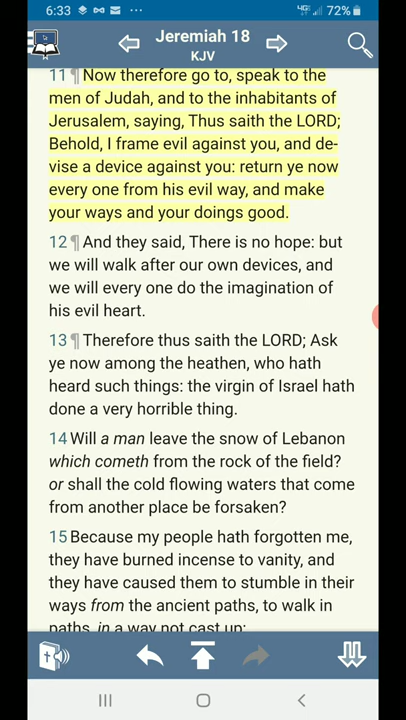 6:33 72%
Jeremiah 18
KJV
11 ¶ Now therefore go to, speak to the
men of Judah, and to the inhabitants of
Jerusalem, saying, Thus saith the LORD;
Behold, I frame evil against you, and de-
vise a device against you: return ye now
every one from his evil way, and make
your ways and your doings good.
12 ¶ And they said, There is no hope: but
we will walk after our own devices, and
we will every one do the imagination of
his evil heart.
13 ¶ Therefore thus saith the LORD; Ask
ye now among the heathen, who hath
heard such things: the virgin of Israel hath
done a very horrible thing.
14 Will a man leave the snow of Lebanon
which cometh from the rock of the field?
or shall the cold flowing waters that come
from another place be forsaken?
15 Because my people hath forgotten me,
they have burned incense to vanity, and
they have caused them to stumble in their
ways from the ancient paths, to walk in
paths, in a way not cast up;